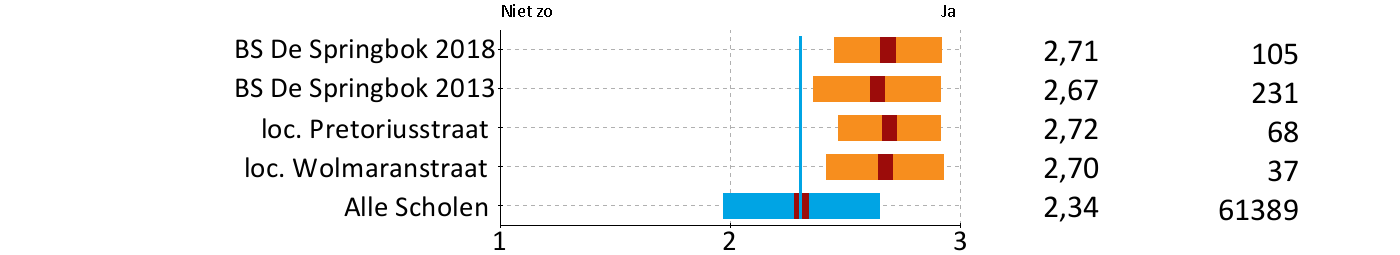 Niet zo Ja
BS De Springbok 2018 2,71 105
BS De Springbok 2013 2,67 231
loc. Pretoriusstraat 2,72 68
loc. Wolmaranstraat 2,70 37
Alle Scholen 2,34 61389
1 2 3